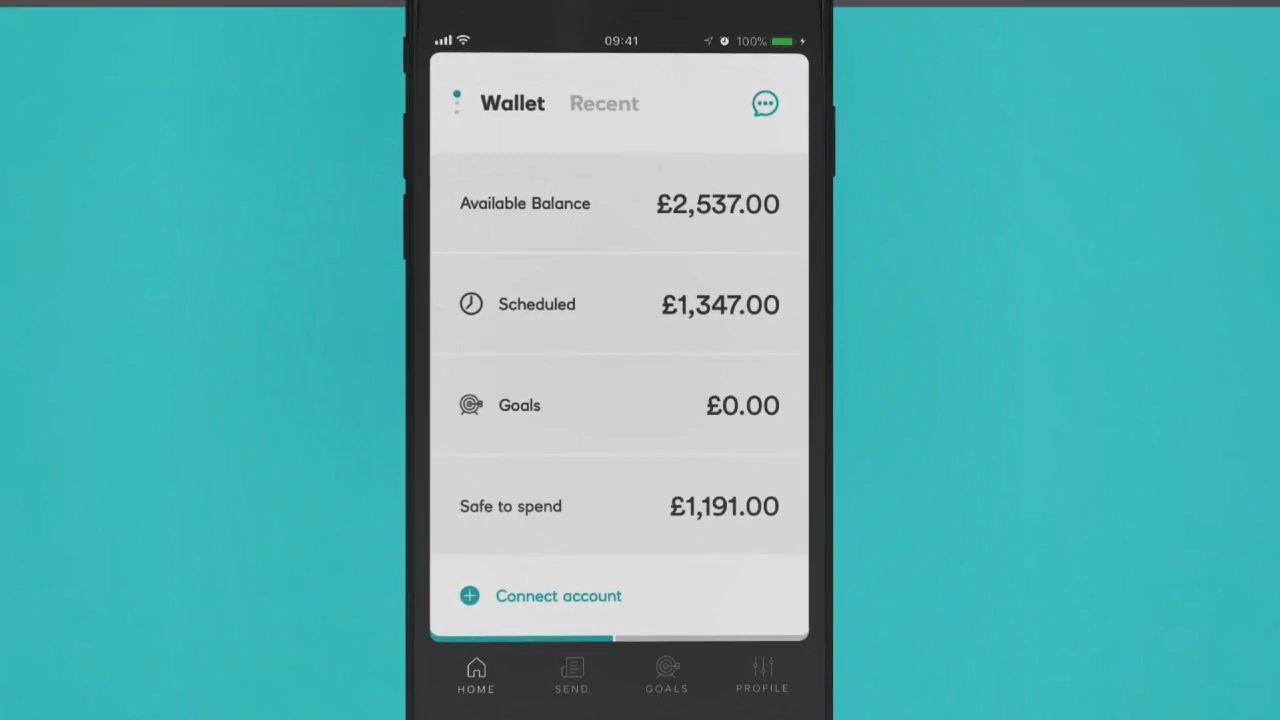 09:41 100%
Wallet Recent
Available Balance £2,537.00
Scheduled £1,347.00
Goals £0.00
Safe to spend £1,191.00
Connect account
HOME SEND GOALS PROFILE